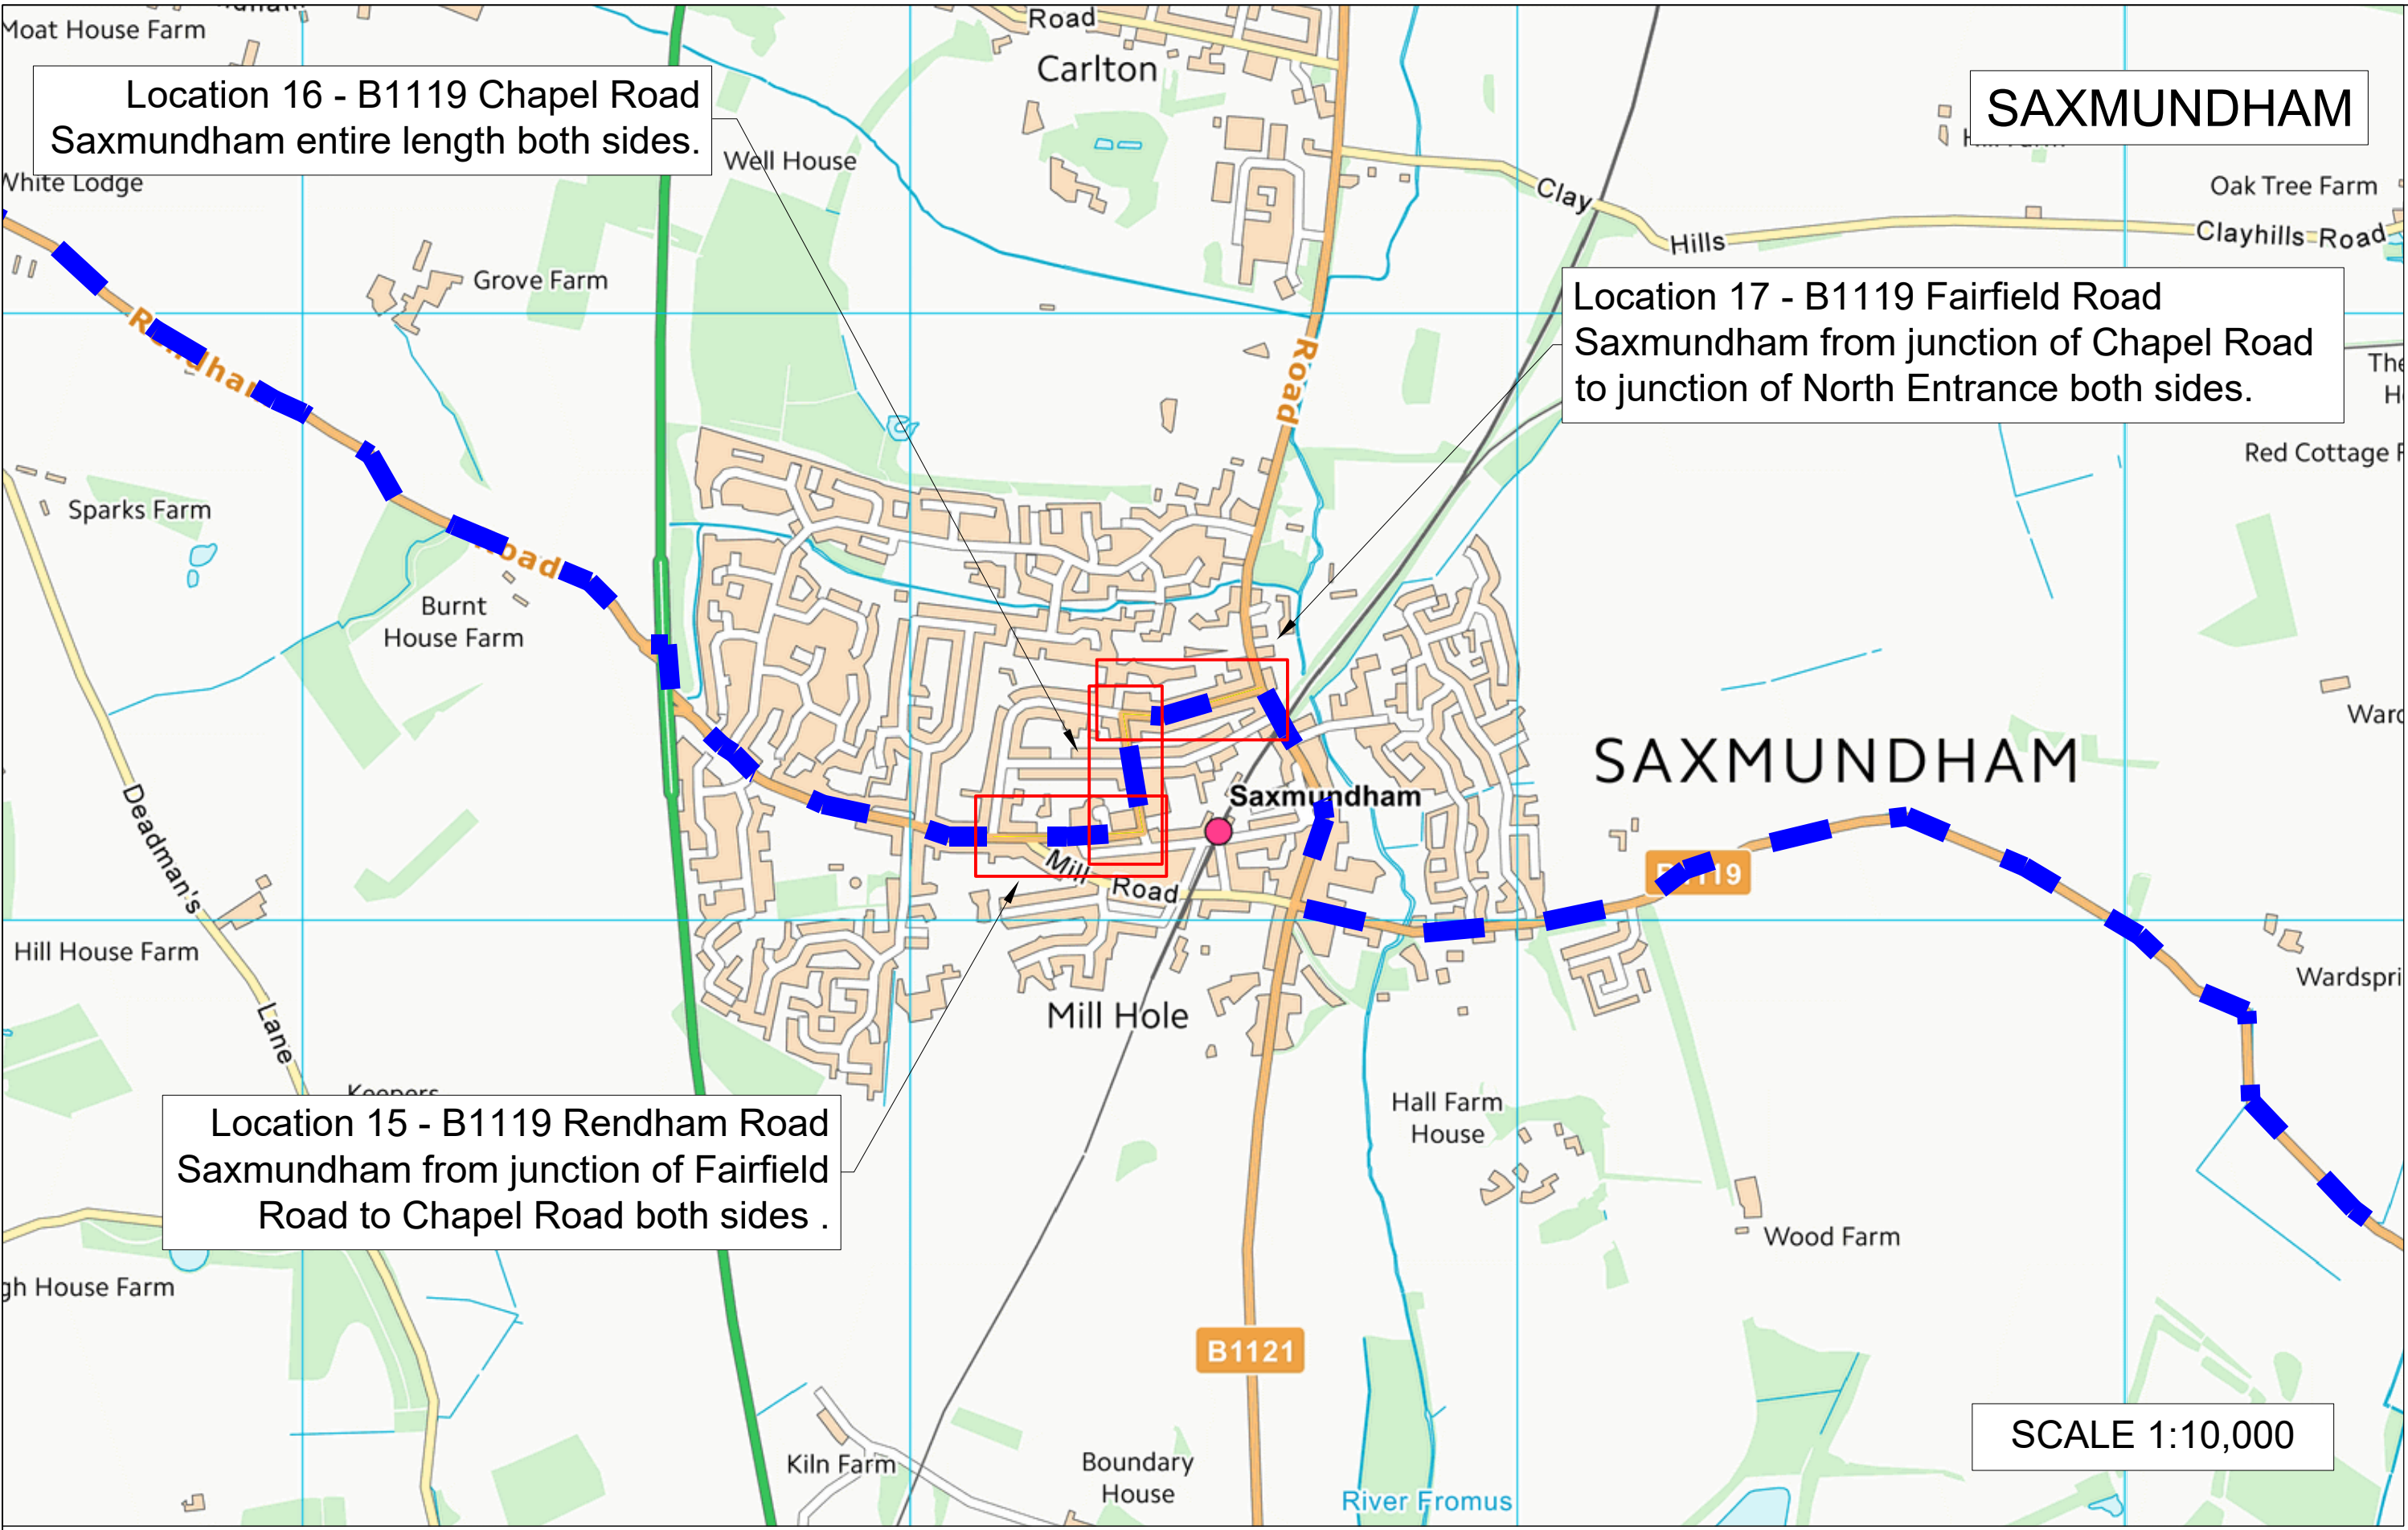 Moat House Farm
Road
Carlton
Location 16 - B1119 Chapel Road
Saxmundham entire length both sides.
SAXMUNDHAM
Well House
White Lodge
Clay
Hills
Oak Tree Farm
Clayhills Road
Grove Farm
Location 17 - B1119 Fairfield Road
Saxmundham from junction of Chapel Road
to junction of North Entrance both sides.
Road
Red Cottage F
Sparks Farm
Road
Burnt
House Farm
SAXMUNDHAM
Saxmundham
Deadman's
Lane
Mill Road
B1119
Hill House Farm
Wardspri
Mill Hole
Keepers
Location 15 - B1119 Rendham Road
Saxmundham from junction of Fairfield
Road to Chapel Road both sides .
Hall Farm
House
Wood Farm
gh House Farm
B1121
SCALE 1:10,000
Kiln Farm
Boundary
House
River Fromus